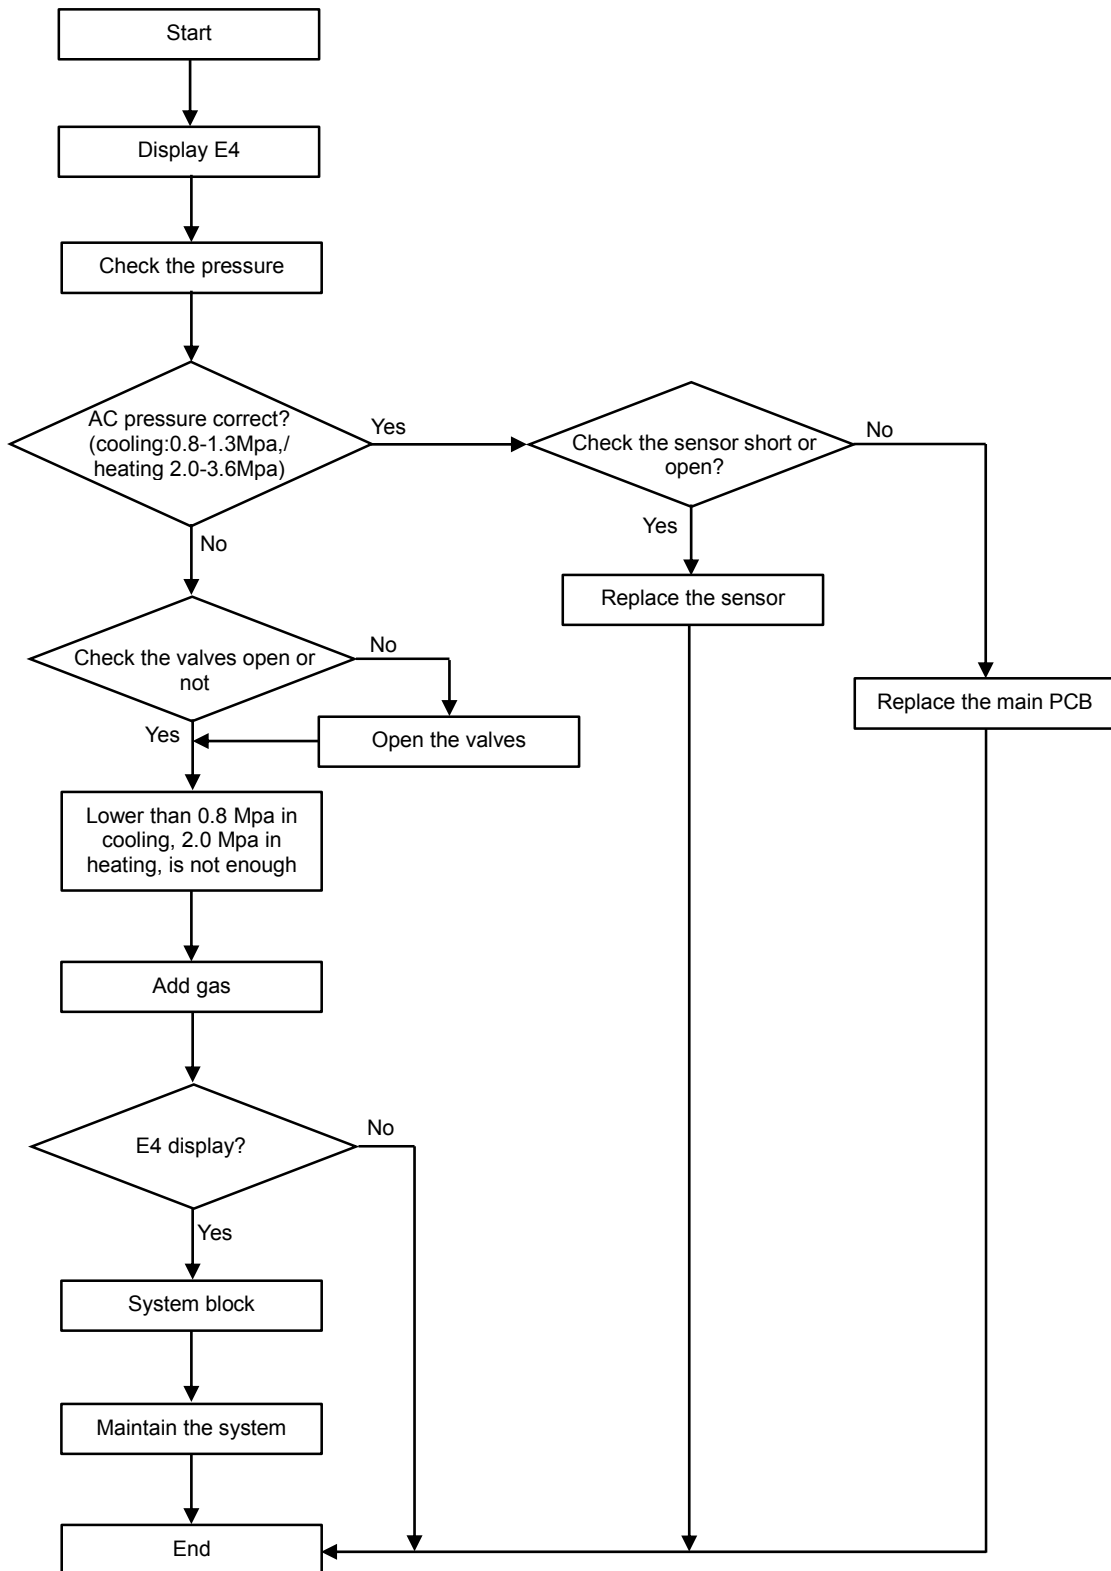 Start
Display E4
Check the pressure
AC pressure correct?
(cooling:0.8-1.3Mpa,/
heating 2.0-3.6Mpa)
Yes
No
Check the sensor short or
open?
No
Yes
Replace the sensor
Replace the main PCB
Check the valves open or
not
No
Yes
Open the valves
Lower than 0.8 Mpa in
cooling, 2.0 Mpa in
heating, is not enough
Add gas
E4 display?
No
Yes
System block
Maintain the system
End